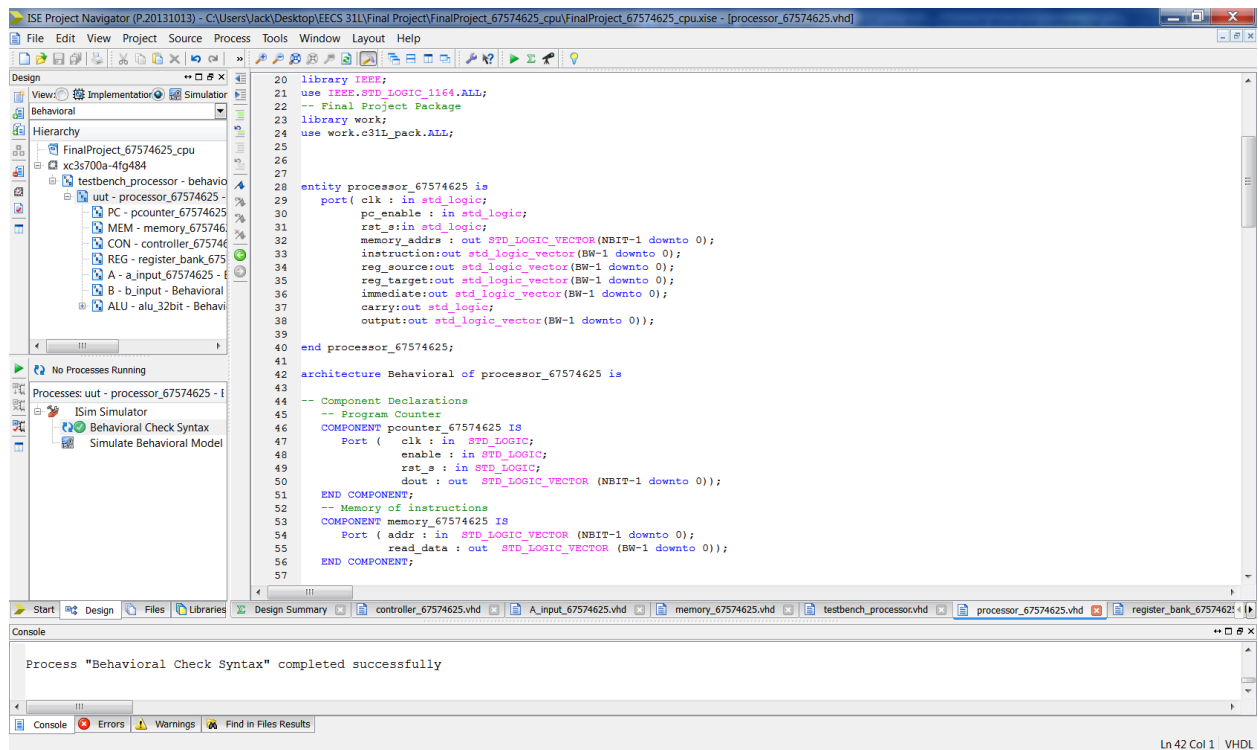 ISE Project Navigator (P.20131013) - C:\Users\Jack\Desktop\EECS 31L\Final Project\FinalProject_67574625_cpu\FinalProject_67574625_cpu.xise - [processor_67574625.vhd]
File Edit View Project Source Process Tools Window Layout Help
Design
View: Implementatior Simulatior
Behavioral
Hierarchy
FinalProject_67574625_cpu
xc3s700a-4fg484
testbench_processor - behavio
uut - processor_67574625 -
PC - pcounter_67574625
MEM - memory_675746
CON - controller_675746
REG - register_bank_675
A - a_input_67574625 - E
B - b_input - Behavioral
ALU - alu_32bit - Behavi
No Processes Running
Processes: uut - processor_67574625 - E
ISim Simulator
Behavioral Check Syntax
Simulate Behavioral Model
20 library IEEE;
21 use IEEE.STD_LOGIC_1164.ALL;
22 -- Final Project Package
23 library work;
24 use work.c31L_pack.ALL;
25
26
27
28 entity processor_67574625 is
29 port( clk : in std_logic;
30 pc_enable : in std_logic;
31 rst_s:in std_logic;
32 memory_addrs : out STD_LOGIC_VECTOR(NBIT-1 downto 0);
33 instruction:out std_logic_vector(BW-1 downto 0);
34 reg_source:out std_logic_vector(BW-1 downto 0);
35 reg_target:out std_logic_vector(BW-1 downto 0);
36 immediate:out std_logic_vector(BW-1 downto 0);
37 carry:out std_logic;
38 output:out std_logic_vector(BW-1 downto 0));
39
40 end processor_67574625;
41
42 architecture Behavioral of processor_67574625 is
43
44 -- Component Declarations
45 -- Program Counter
46 COMPONENT pcounter_67574625 IS
47 Port ( clk : in STD_LOGIC;
48 enable : in STD_LOGIC;
49 rst_s : in STD_LOGIC;
50 dout : out STD_LOGIC_VECTOR (NBIT-1 downto 0));
51 END COMPONENT;
52 -- Memory of instructions
53 COMPONENT memory_67574625 IS
54 Port ( addr : in STD_LOGIC_VECTOR (NBIT-1 downto 0);
55 read_data : out STD_LOGIC_VECTOR (BW-1 downto 0));
56 END COMPONENT;
57
Start Design Files Libraries Σ Design Summary controller_67574625.vhd A_input_67574625.vhd memory_67574625.vhd testbench_processor.vhd processor_67574625.vhd register_bank_67574625
Console
Process "Behavioral Check Syntax" completed successfully
Console Errors Warnings Find in Files Results
Ln 42 Col 1 VHDL